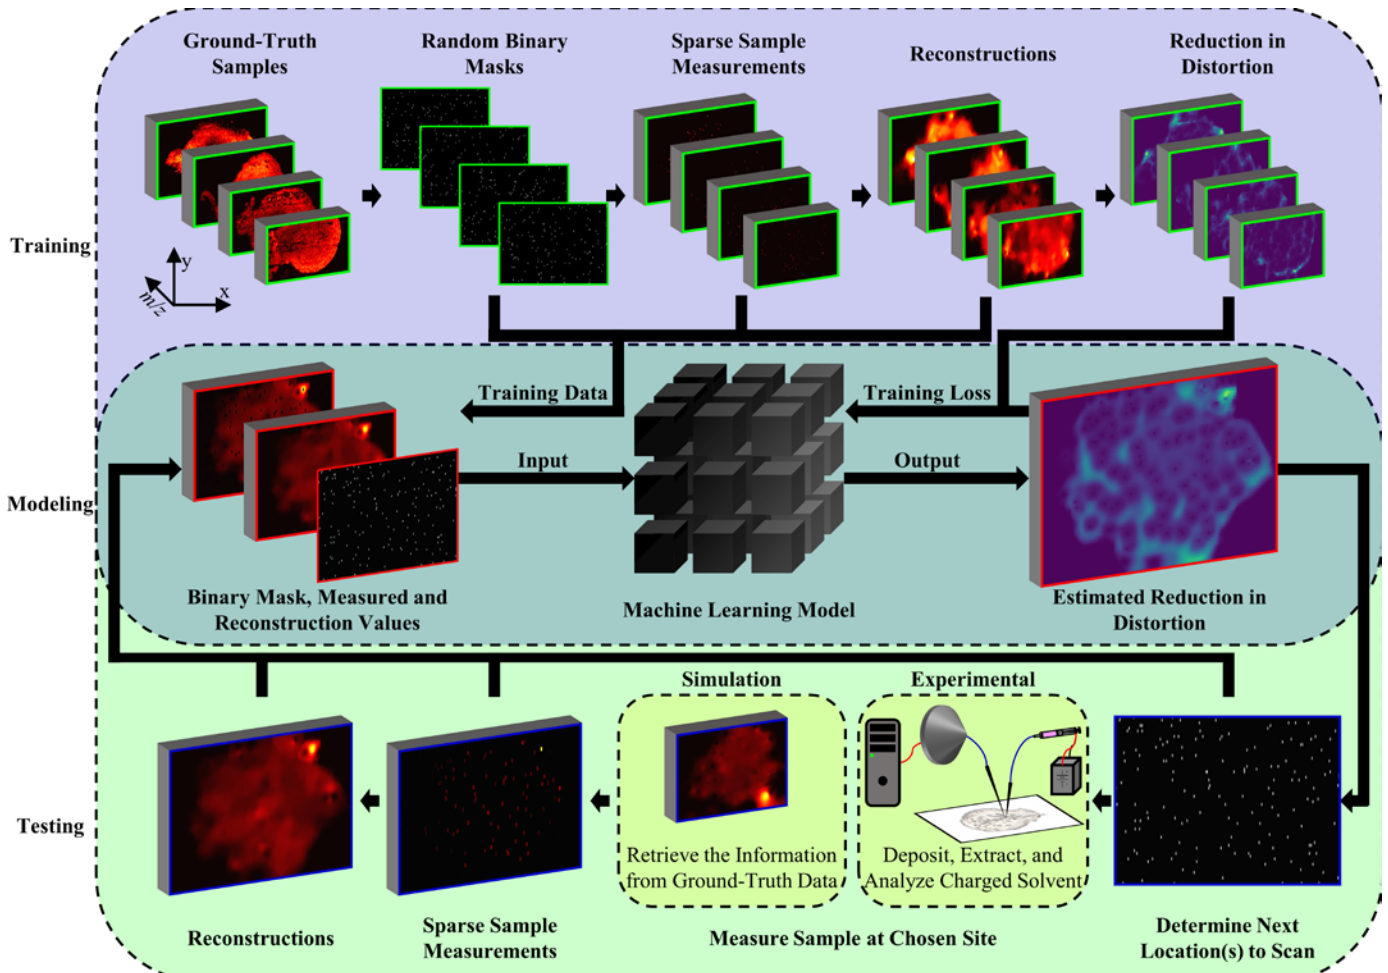 Ground-Truth
Samples
Random Binary
Masks
Sparse Sample
Measurements
Reconstructions
Reduction in
Distortion
Training
y
x
m/z
Training Data
Training Loss
Input
Output
Modeling
Binary Mask, Measured and
Reconstruction Values
Machine Learning Model
Estimated Reduction in
Distortion
Simulation
Experimental
Testing
Retrieve the Information
from Ground-Truth Data
Deposit, Extract, and
Analyze Charged Solvent
Reconstructions
Sparse Sample
Measurements
Measure Sample at Chosen Site
Determine Next
Location(s) to Scan